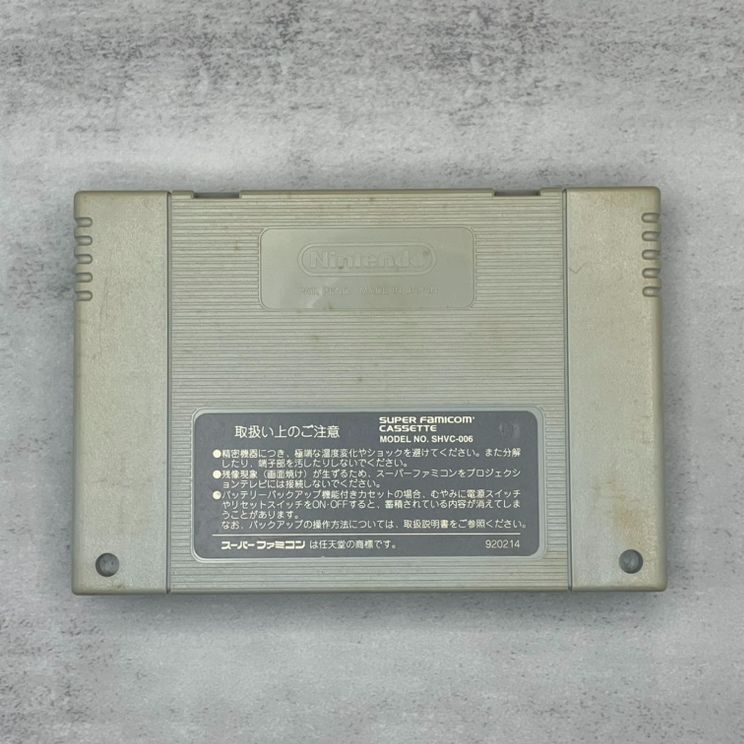 Nintendo
MADE IN JAPAN
取扱い上のご注意
SUPER FAMICOM
CASSETTE
MODEL NO. SHVC-006
●精密機器につき、極端な温度変化やショックを避けてください。また分解
したり、端子部を汚したりしないでください。
●残像現象(画面焼け)が生ずるため、スーパーファミコンをプロジェクシ
ョンテレビには接続しないでください。
●バッテリーバックアップ機能付きカセットの場合、むやみに電源スイッチ
やリセットスイッチをON・OFFすると、蓄積されている内容が消えてしま
うことがあります。
なお、バックアップの操作方法については、取扱説明書をご参照ください。
スーパーファミコン は任天堂の商標です。
920214